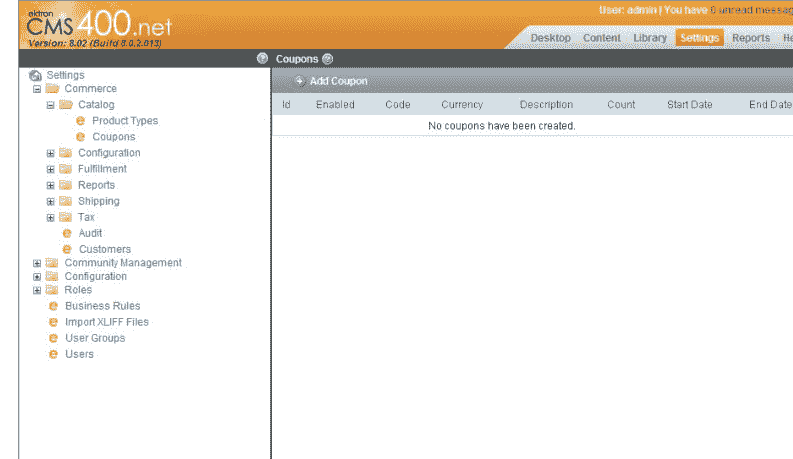 User: admin | You have 0 unread messag
ektron
CMS400.net
Version: 8.02 (Build 8.0.2.013)
Desktop Content Library Settings Reports He
Coupons
Settings
Commerce
Catalog
Product Types
Coupons
Configuration
Fulfillment
Reports
Shipping
Tax
Audit
Customers
Community Management
Configuration
Roles
Business Rules
Import XLIFF Files
User Groups
Users
Add Coupon
Id Enabled Code Currency Description Count Start Date End Date
No coupons have been created.